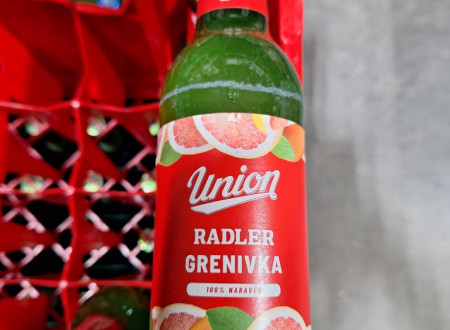 Union
RADLER
GRENIVKA
100% NARAVEN